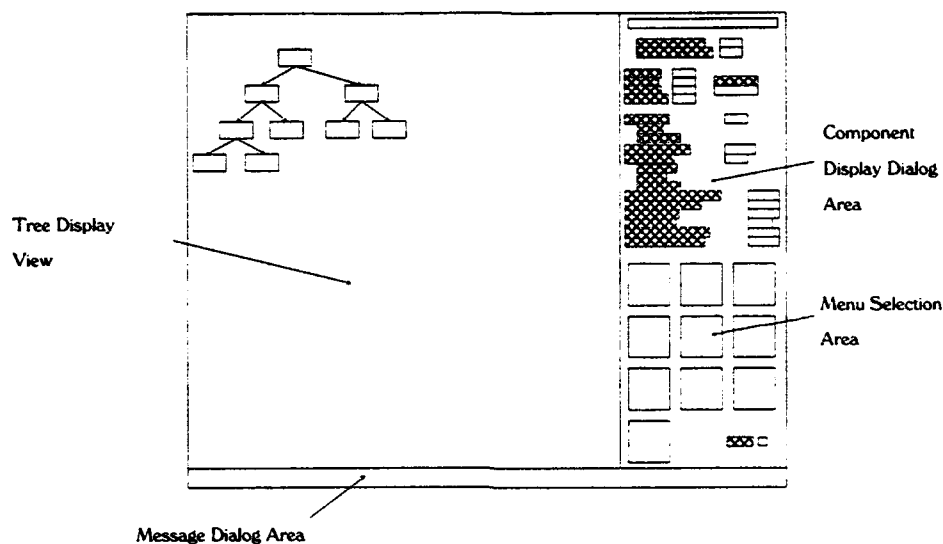 Component
Display Dialog
Area
Tree Display
View
Menu Selection
Area
Message Dialog Area